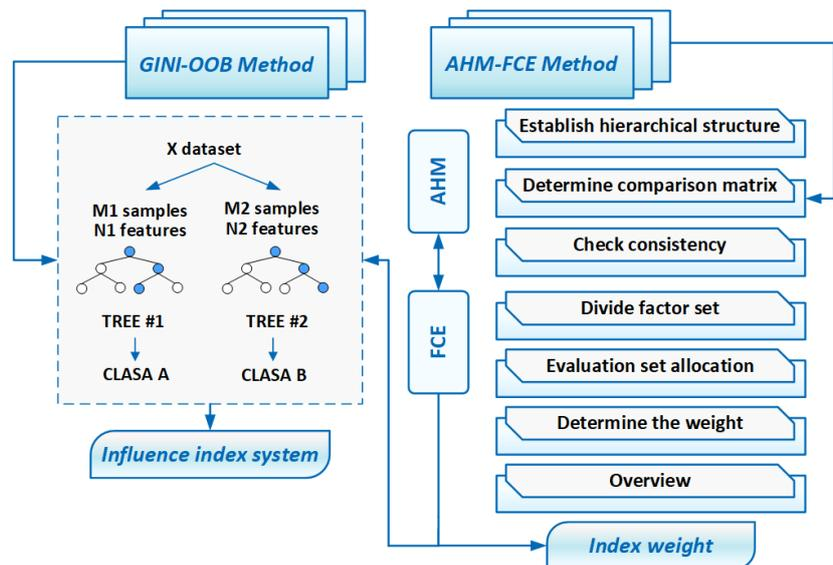 GINI-OOB Method
AHM-FCE Method
X dataset
M1 samples
N1 features
M2 samples
N2 features
TREE #1
TREE #2
CLASA A
CLASA B
Influence index system
AHM
FCE
Establish hierarchical structure
Determine comparison matrix
Check consistency
Divide factor set
Evaluation set allocation
Determine the weight
Overview
Index weight